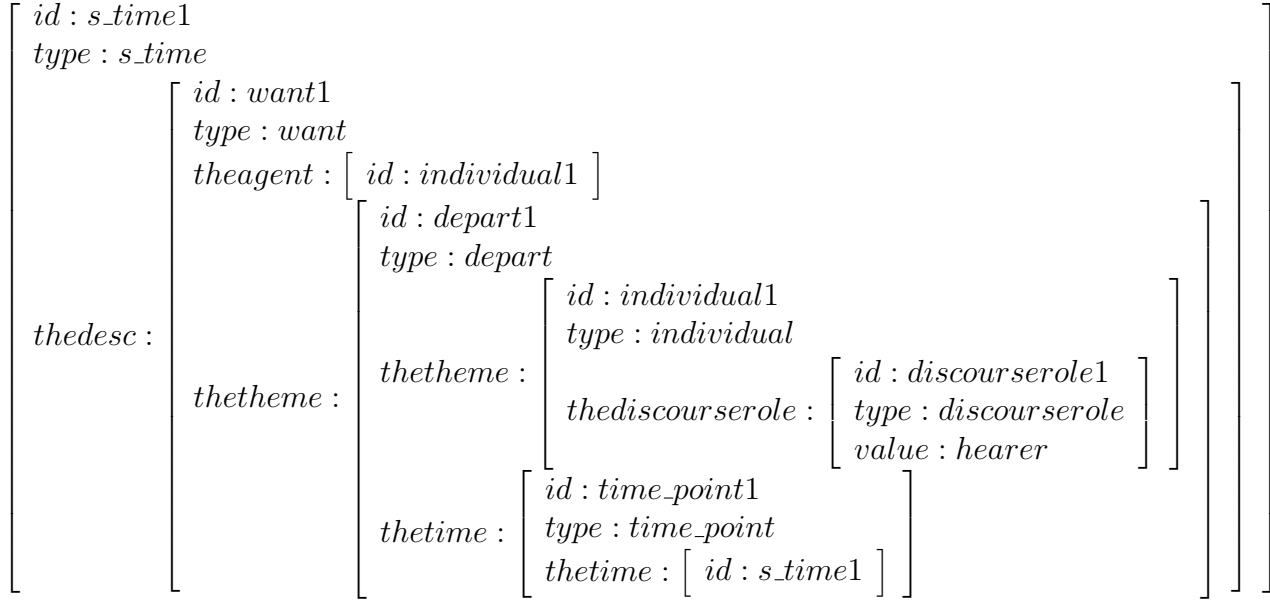 id : s_time1
type : s_time
thedesc :
id : want1
type : want
theagent : [ id : individual1 ]
thetheme :
id : depart1
type : depart
thetheme :
id : individual1
type : individual
thediscourserole :
id : discourserole1
type : discourserole
value : hearer
thetime :
id : time_point1
type : time_point
thetime : [ id : s_time1 ]